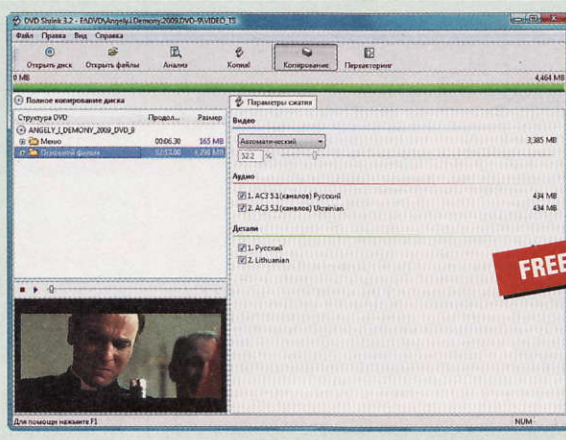 DVD Shrink 3.2 - F:\DVD\Angely.i.Demony.2009.DVD-9\VIDEO_TS
Файл Правка Вид Справка
Открыть диск Открыть файлы Анализ Копия! Копирование Переавторинг
0 MB 4,464 MB
Полное копирование диска
Параметры сжатия
Структура DVD Продол... Размер
ANGELY_I_DEMONY_2009_DVD_9
Меню 00:06.30 165 MB
Основной фильм 4,298 MB
Видео
Автоматический 3,385 MB
52.2 %
Аудио
1. AC3 5.1(каналов) Русский 434 MB
2. AC3 5.1(каналов) Ukrainian 434 MB
Детали
1. Русский
2. Lithuanian
FREE
Для помощи нажмите F1 NUM